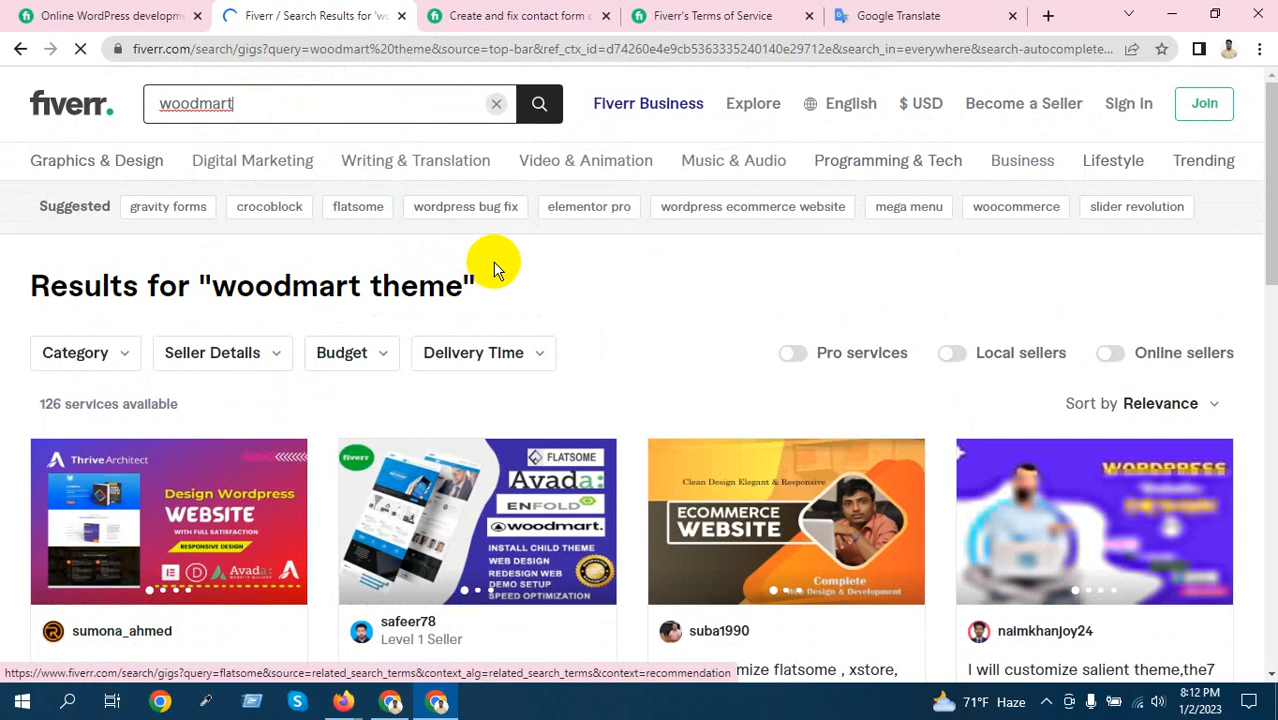 Online WordPress developm
Fiverr / Search Results for 'w
Create and fix contact form o
Fiverr's Terms of Service
Google Translate
fiverr.com/search/gigs?query=woodmart%20theme&source=top-bar&ref_ctx_id=d74260e4e9cb5363335240140e29712e&search_in=everywhere&search-autocomplete...
fiverr.
woodmart
Fiverr Business
Explore
English
$ USD
Become a Seller
Sign In
Join
Graphics & Design
Digital Marketing
Writing & Translation
Video & Animation
Music & Audio
Programming & Tech
Business
Lifestyle
Trending
Suggested
gravity forms
crocoblock
flatsome
wordpress bug fix
elementor pro
wordpress ecommerce website
mega menu
woocommerce
slider revolution
Results for "woodmart theme"
Category
Seller Details
Budget
Delivery Time
Pro services
Local sellers
Online sellers
126 services available
Sort by Relevance
Thrive Architect
Design Wordpress
WEBSITE
WITH FULL SATISFACTION
RESPONSIVE DESIGN
Avada
WEBSITE BUILDER
sumona_ahmed
fiverr
FLATSOME
Avada
ENFOLD
woodmart.
INSTALL CHILD THEME
WEB DESIGN
REDESIGN WEB
DEMO SETUP
SPEED OPTIMIZATION
safeer78
Level 1 Seller
Clean Design Elegant & Responsive
ECOMMERCE
WEBSITE
Complete
Web Design & Development
suba1990
mize flatsome , xstore,
WORDPRESS
naimkhanjoy24
I will customize salient theme,the7
https://www.fiverr.com/search/gigs?query=flatsome&source=related_search_terms&context_alg=related_search_terms&context=recommendation
71°F Haze
8:12 PM
1/2/2023